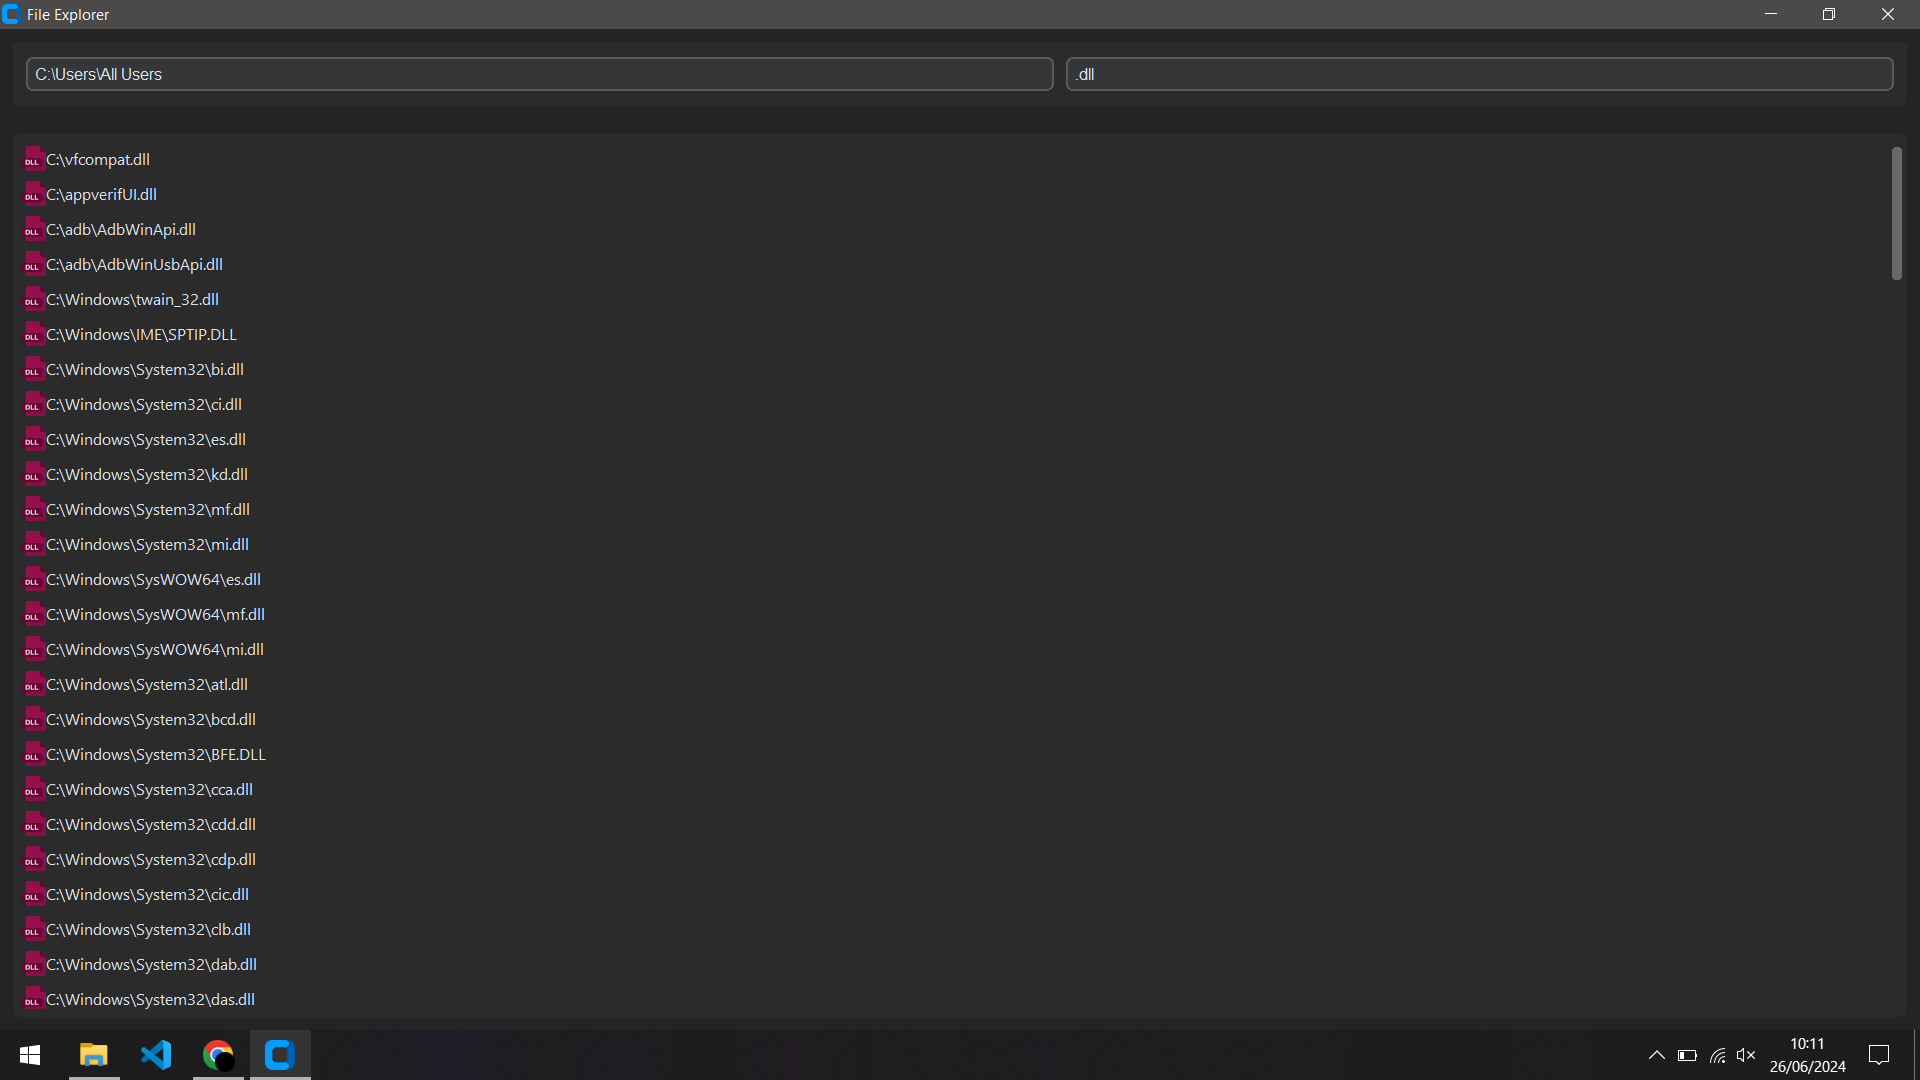 File Explorer
C:\Users\All Users
.dll
DLL C:\vfcompat.dll
DLL C:\appverifUI.dll
DLL C:\adb\AdbWinApi.dll
DLL C:\adb\AdbWinUsbApi.dll
DLL C:\Windows\twain_32.dll
DLL C:\Windows\IME\SPTIP.DLL
DLL C:\Windows\System32\bi.dll
DLL C:\Windows\System32\ci.dll
DLL C:\Windows\System32\es.dll
DLL C:\Windows\System32\kd.dll
DLL C:\Windows\System32\mf.dll
DLL C:\Windows\System32\mi.dll
DLL C:\Windows\SysWOW64\es.dll
DLL C:\Windows\SysWOW64\mf.dll
DLL C:\Windows\SysWOW64\mi.dll
DLL C:\Windows\System32\atl.dll
DLL C:\Windows\System32\bcd.dll
DLL C:\Windows\System32\BFE.DLL
DLL C:\Windows\System32\cca.dll
DLL C:\Windows\System32\cdd.dll
DLL C:\Windows\System32\cdp.dll
DLL C:\Windows\System32\cic.dll
DLL C:\Windows\System32\clb.dll
DLL C:\Windows\System32\dab.dll
DLL C:\Windows\System32\das.dll
10:11
26/06/2024